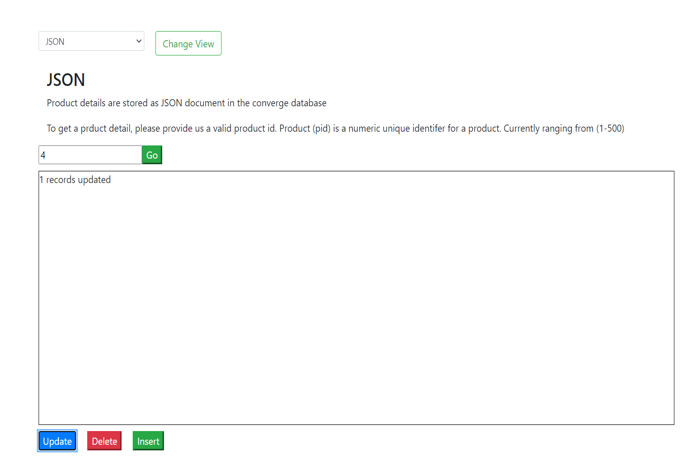 JSON
Change View
JSON
Product details are stored as JSON document in the converge database
To get a prduct detail, please provide us a valid product id. Product (pid) is a numeric unique identifer for a product. Currently ranging from (1-500)
4 Go
1 records updated
Update Delete Insert